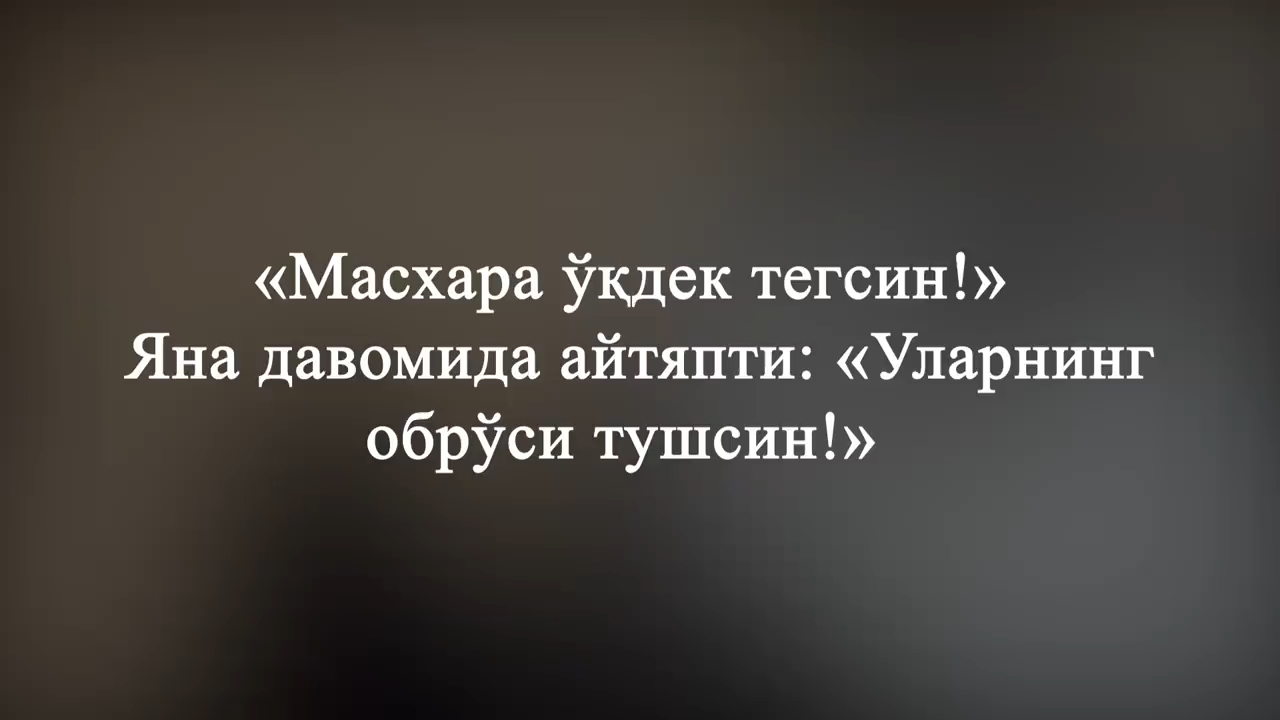 «Масхара ўқдек тегсин!»
Яна давомида айтяпти: «Уларнинг
обрўси тушсин!»